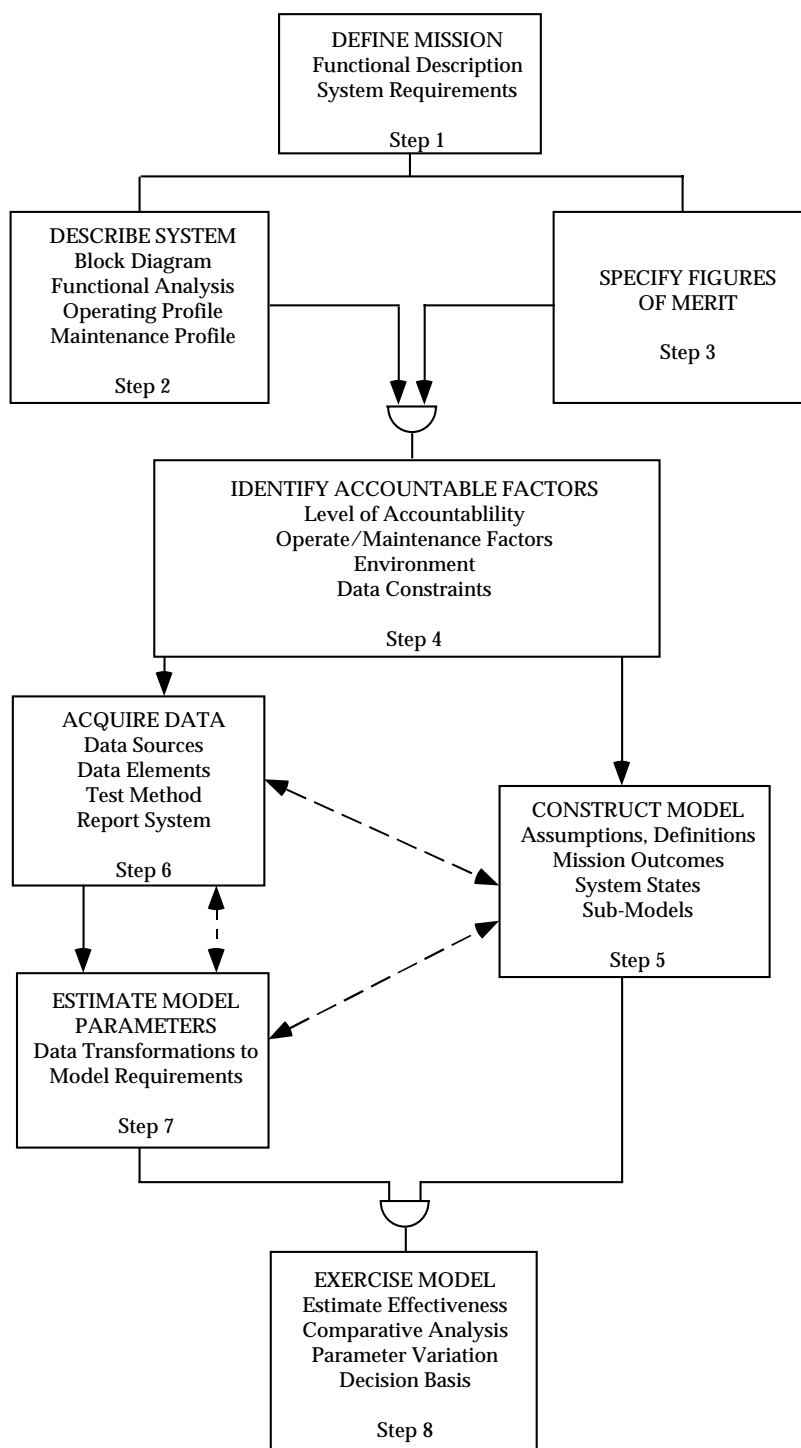 DEFINE MISSION
Functional Description
System Requirements
Step 1
DESCRIBE SYSTEM
Block Diagram
Functional Analysis
Operating Profile
Maintenance Profile
Step 2
SPECIFY FIGURES
OF MERIT
Step 3
IDENTIFY ACCOUNTABLE FACTORS
Level of Accountablility
Operate/Maintenance Factors
Environment
Data Constraints
Step 4
ACQUIRE DATA
Data Sources
Data Elements
Test Method
Report System
Step 6
CONSTRUCT MODEL
Assumptions, Definitions
Mission Outcomes
System States
Sub-Models
Step 5
ESTIMATE MODEL
PARAMETERS
Data Transformations to
Model Requirements
Step 7
EXERCISE MODEL
Estimate Effectiveness
Comparative Analysis
Parameter Variation
Decision Basis
Step 8